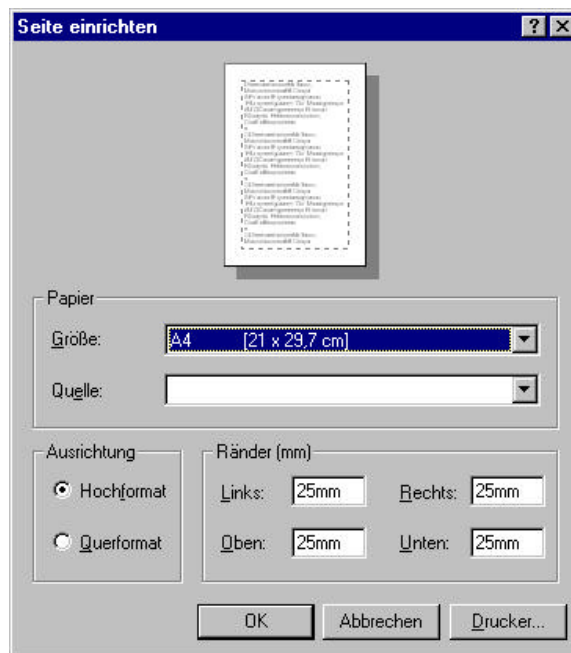 Seite einrichten
Papier
Größe: A4 [21 x 29,7 cm]
Quelle:
Ausrichtung
Hochformat
Querformat
Ränder (mm)
Links: 25mm Rechts: 25mm
Oben: 25mm Unten: 25mm
OK Abbrechen Drucker...